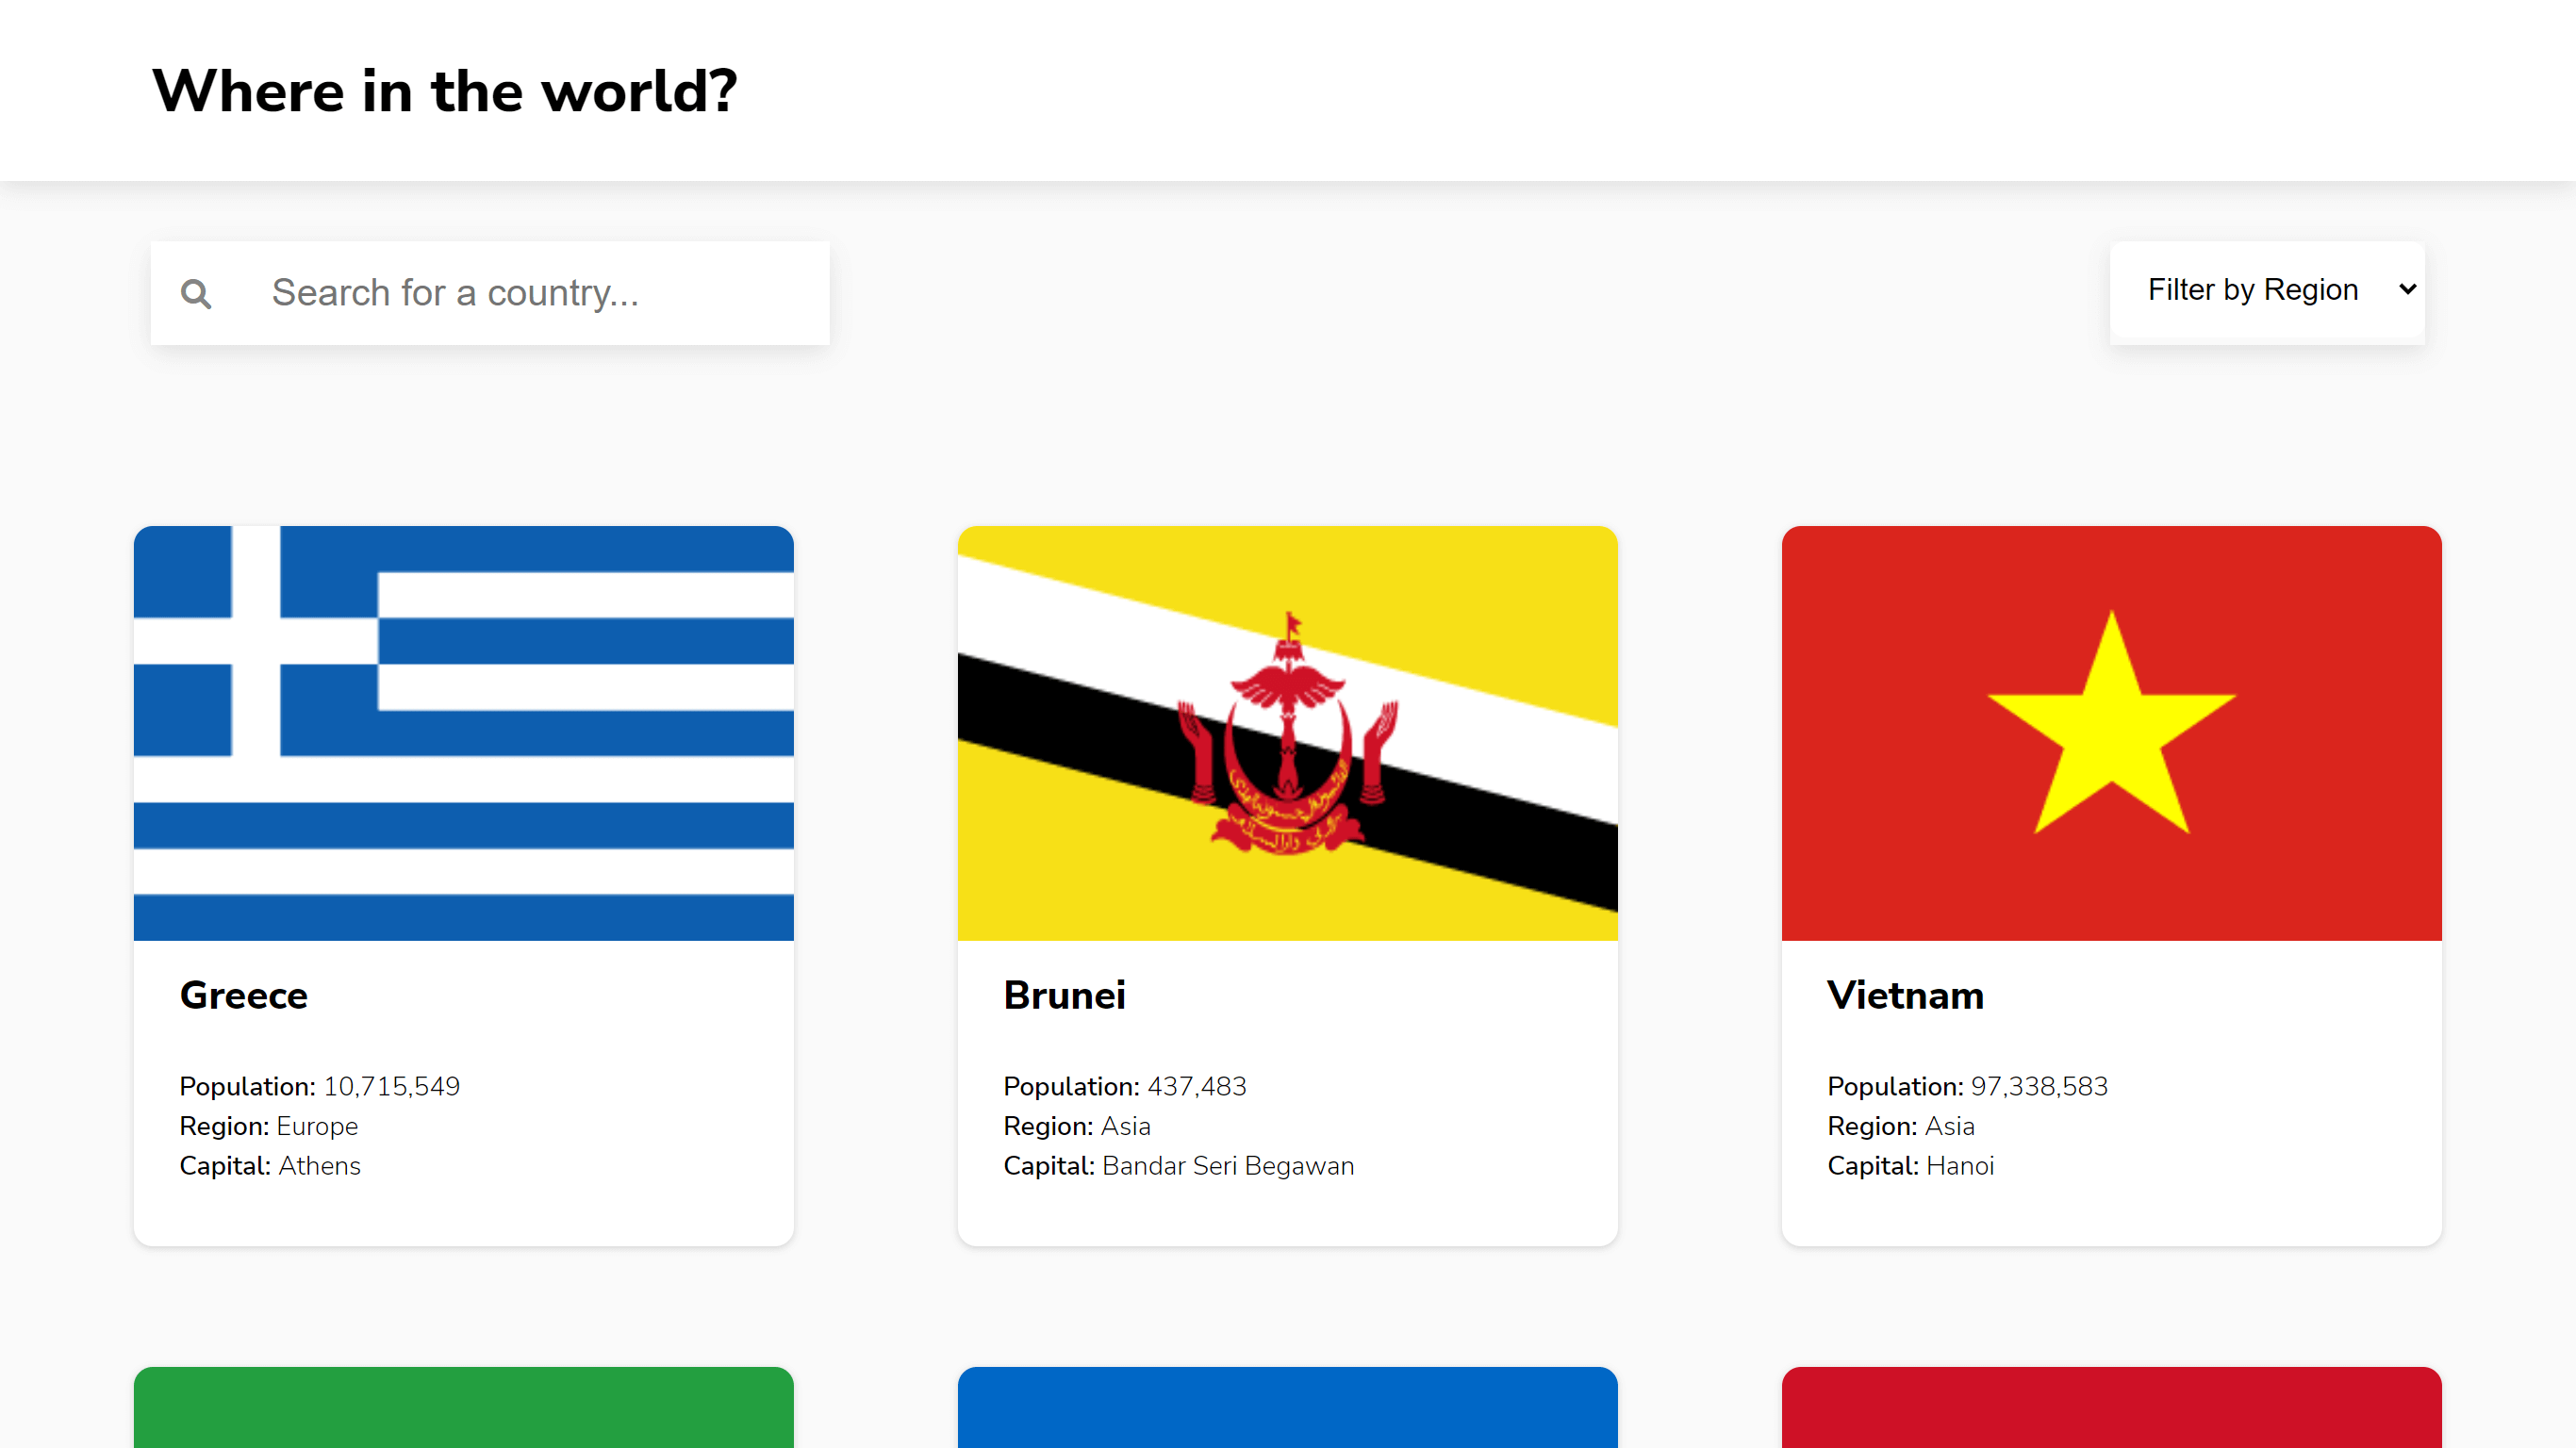 Where in the world?
Search for a country...
Filter by Region
Greece
Population: 10,715,549
Region: Europe
Capital: Athens
Brunei
Population: 437,483
Region: Asia
Capital: Bandar Seri Begawan
Vietnam
Population: 97,338,583
Region: Asia
Capital: Hanoi